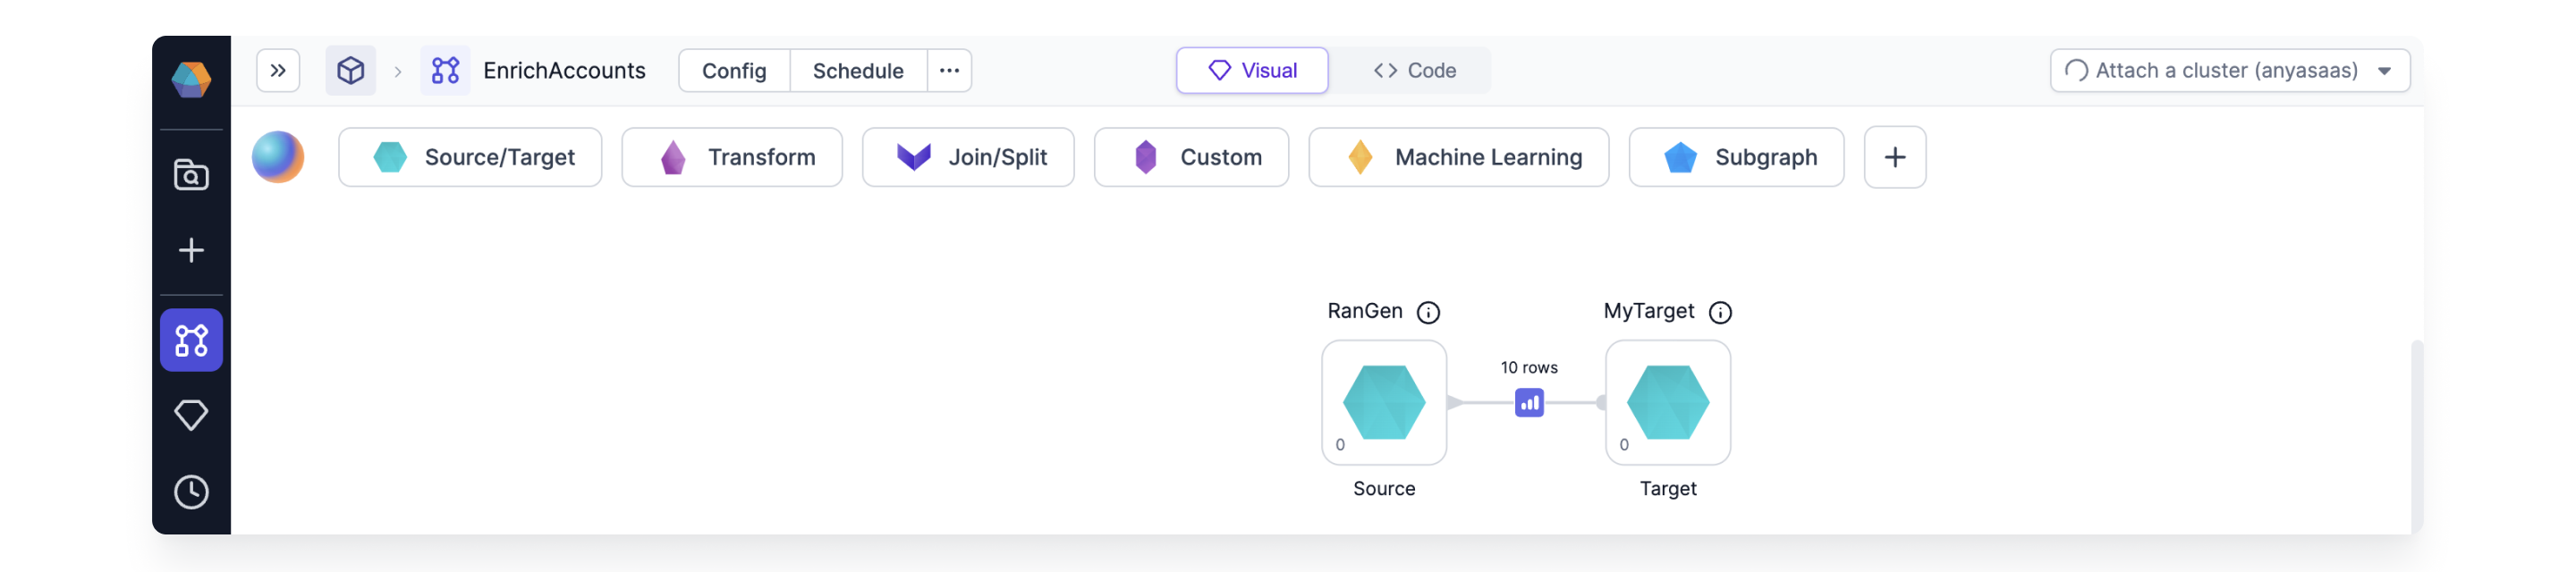 EnrichAccounts
Config
Schedule
Visual
Code
Attach a cluster (anyasaas)
Source/Target
Transform
Join/Split
Custom
Machine Learning
Subgraph
RanGen
MyTarget
10 rows
0
0
Source
Target